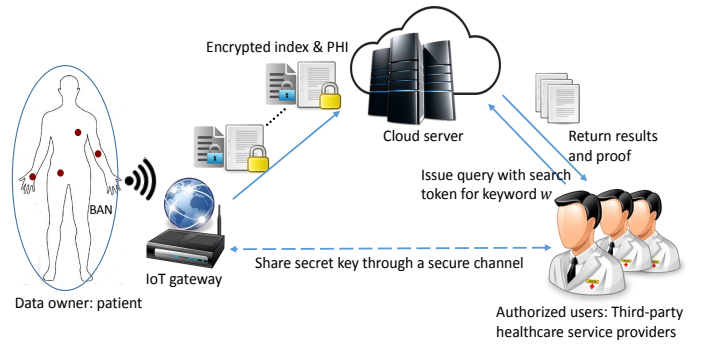 Encrypted index & PHI
Cloud server
Return results
and proof
Issue query with search
token for keyword w
BAN
IoT gateway
Share secret key through a secure channel
Data owner: patient
Authorized users: Third-party
healthcare service providers